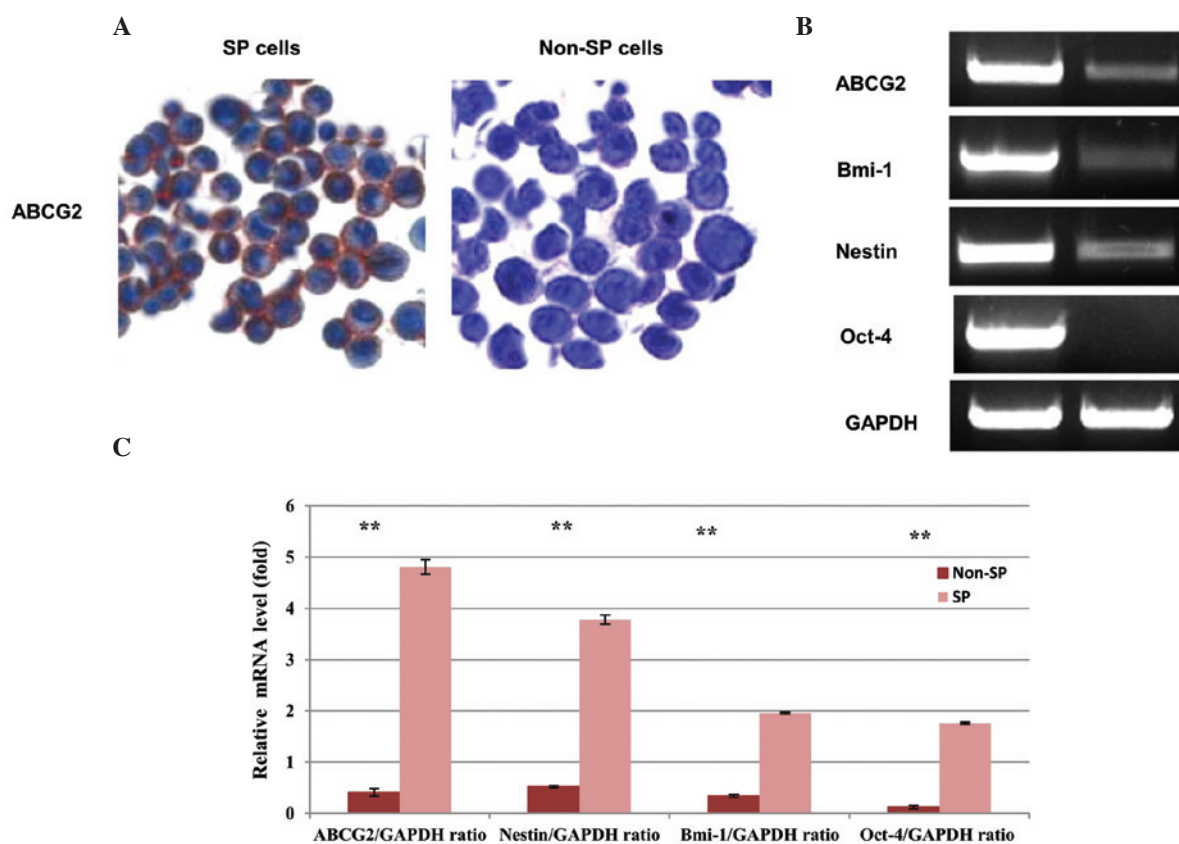 A
SP cells
Non-SP cells
ABCG2
B
ABCG2
Bmi-1
Nestin
Oct-4
GAPDH
C
Relative mRNA level (fold)
6
5
4
3
2
1
0
**
**
**
**
Non-SP
SP
ABCG2/GAPDH ratio
Nestin/GAPDH ratio
Bmi-1/GAPDH ratio
Oct-4/GAPDH ratio